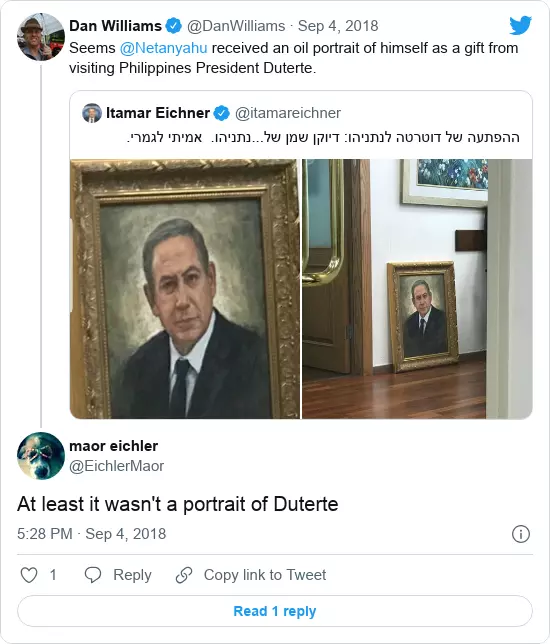 Dan Williams @DanWilliams · Sep 4, 2018
Seems @Netanyahu received an oil portrait of himself as a gift from
visiting Philippines President Duterte.
Itamar Eichner @itamareichner
ההפתעה של דוטרטה לנתניהו: דיוקן שמן של...נתניהו. אמיתי לגמרי.
maor eichler
@EichlerMaor
At least it wasn't a portrait of Duterte
5:28 PM · Sep 4, 2018
1 Reply Copy link to Tweet
Read 1 reply